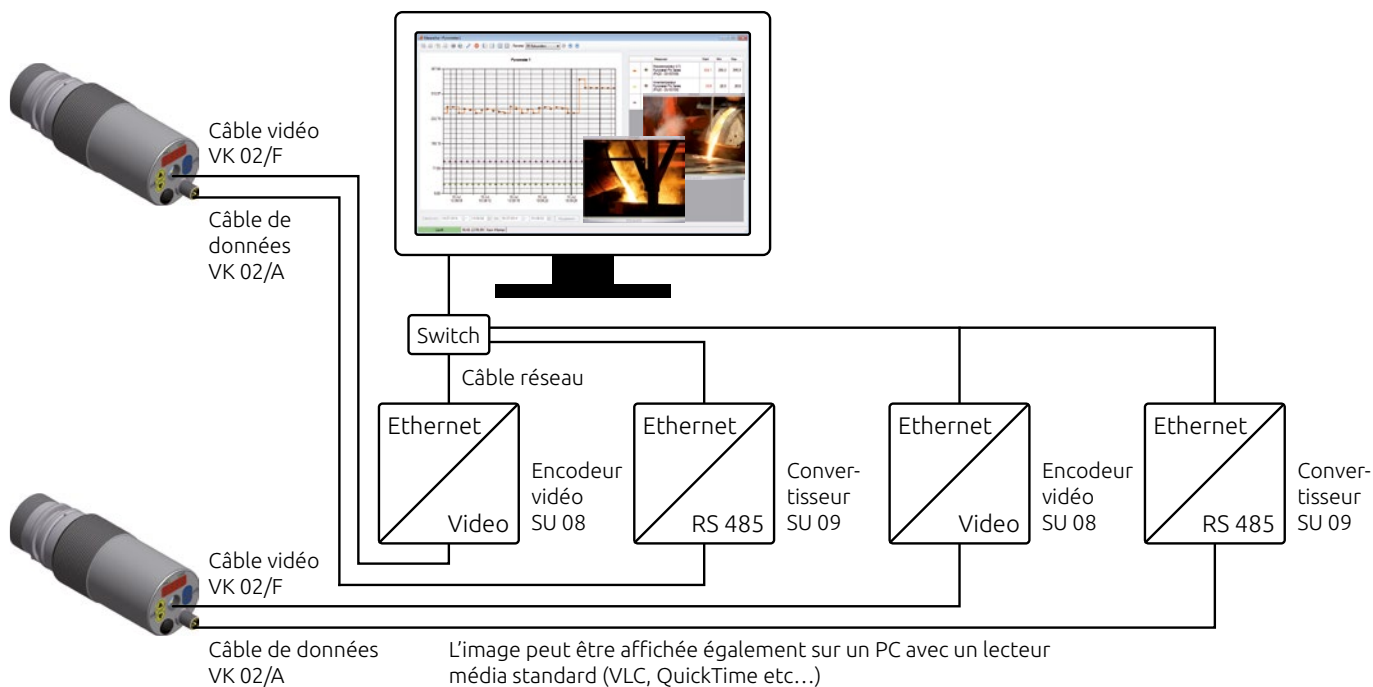 Câble vidéo
VK 02/F
Câble de
données
VK 02/A
Pyrometer 1
Switch
Câble réseau
Ethernet
Video
Encodeur
vidéo
SU 08
Ethernet
RS 485
Conver-
tisseur
SU 09
Ethernet
Video
Encodeur
vidéo
SU 08
Ethernet
RS 485
Conver-
tisseur
SU 09
Câble vidéo
VK 02/F
Câble de données
VK 02/A
L’image peut être affichée également sur un PC avec un lecteur
média standard (VLC, QuickTime etc…)